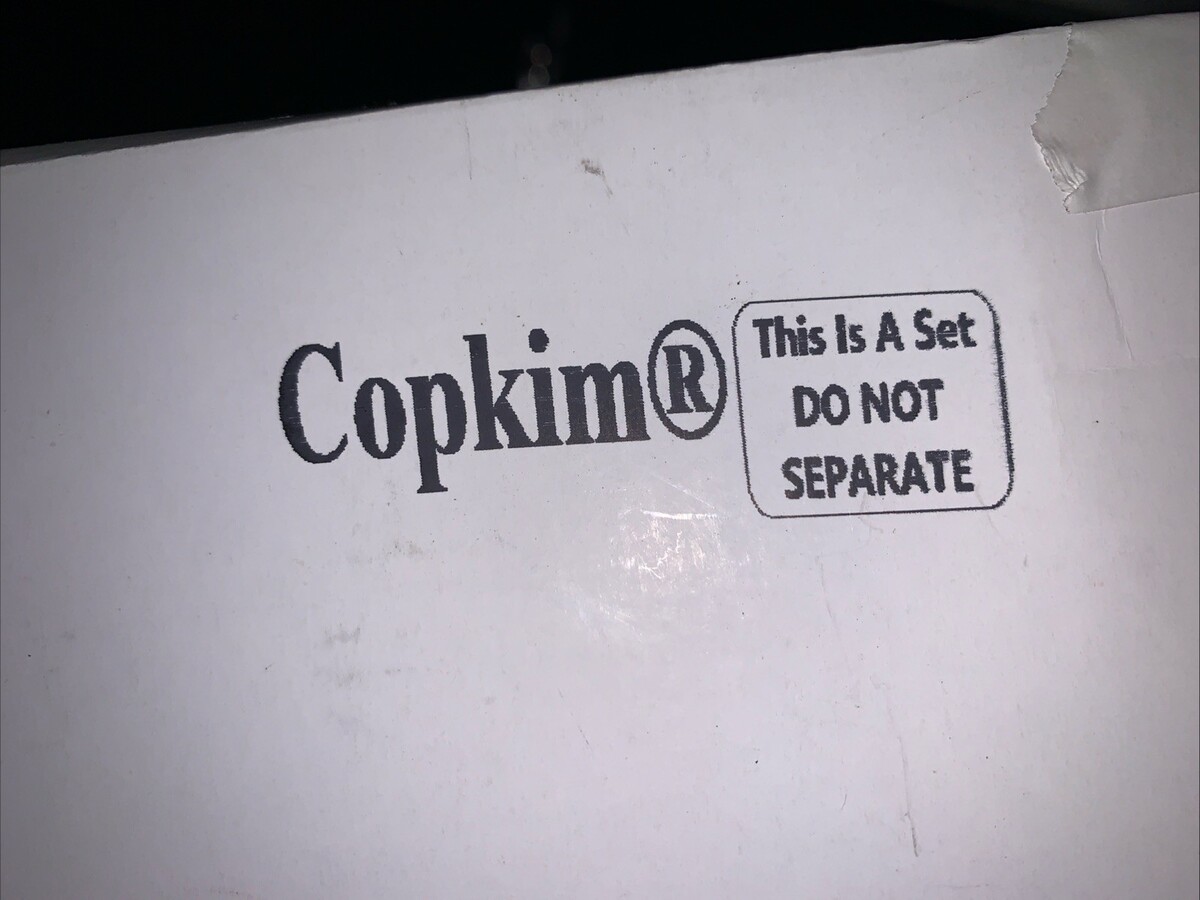 Copkim®
This Is A Set
DO NOT
SEPARATE